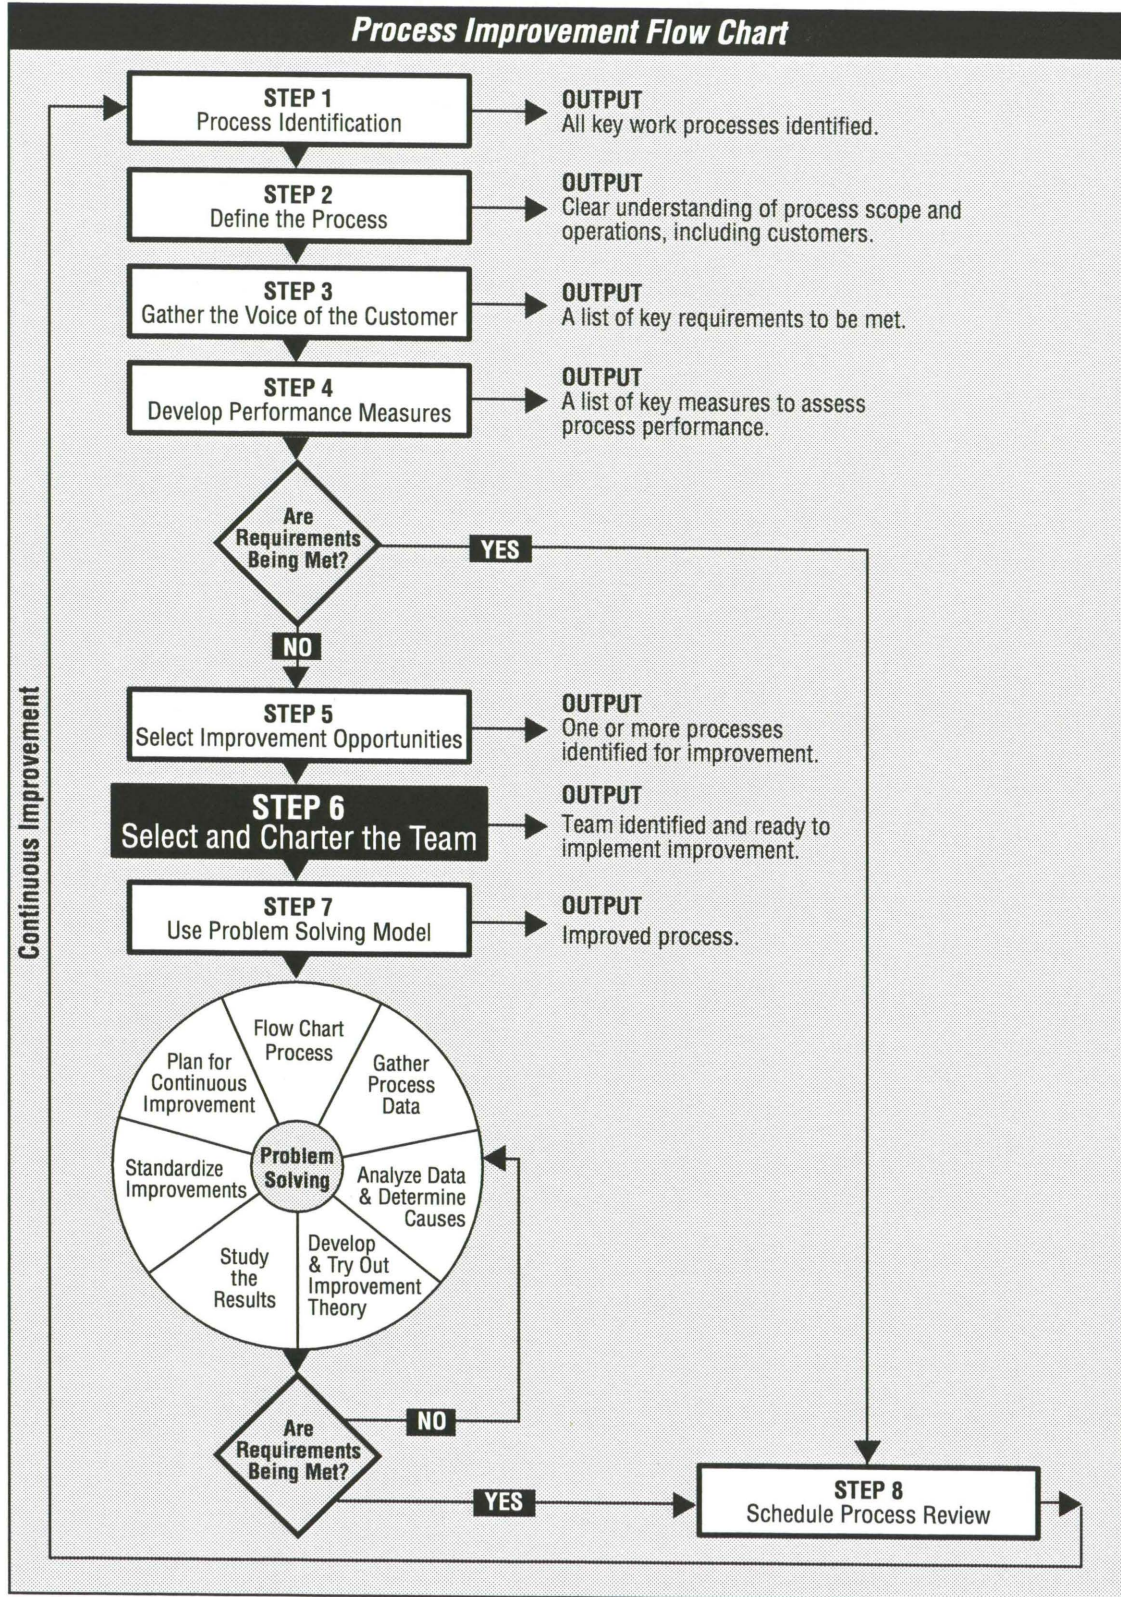 Process Improvement Flow Chart
STEP 1
Process Identification
OUTPUT
All key work processes identified.
STEP 2
Define the Process
OUTPUT
Clear understanding of process scope and
operations, including customers.
STEP 3
Gather the Voice of the Customer
OUTPUT
A list of key requirements to be met.
STEP 4
Develop Performance Measures
OUTPUT
A list of key measures to assess
process performance.
Are
Requirements
Being Met?
YES
NO
STEP 5
Select Improvement Opportunities
OUTPUT
One or more processes
identified for improvement.
STEP 6
Select and Charter the Team
OUTPUT
Team identified and ready to
implement improvement.
STEP 7
Use Problem Solving Model
OUTPUT
Improved process.
Continuous Improvement
Flow Chart
Process
Gather
Process
Data
Analyze Data
& Determine
Causes
Develop
& Try Out
Improvement
Theory
Study
the
Results
Standardize
Improvements
Plan for
Continuous
Improvement
Problem
Solving
Are
Requirements
Being Met?
NO
YES
STEP 8
Schedule Process Review